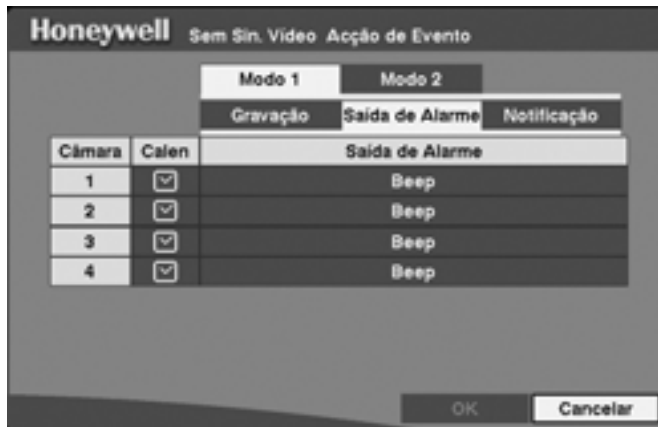 Honeywell Sem Sin. Vídeo Acção de Evento
Modo 1 Modo 2
Gravação Saída de Alarme Notificação
Câmara Calen Saída de Alarme
1 Beep
2 Beep
3 Beep
4 Beep
OK Cancelar